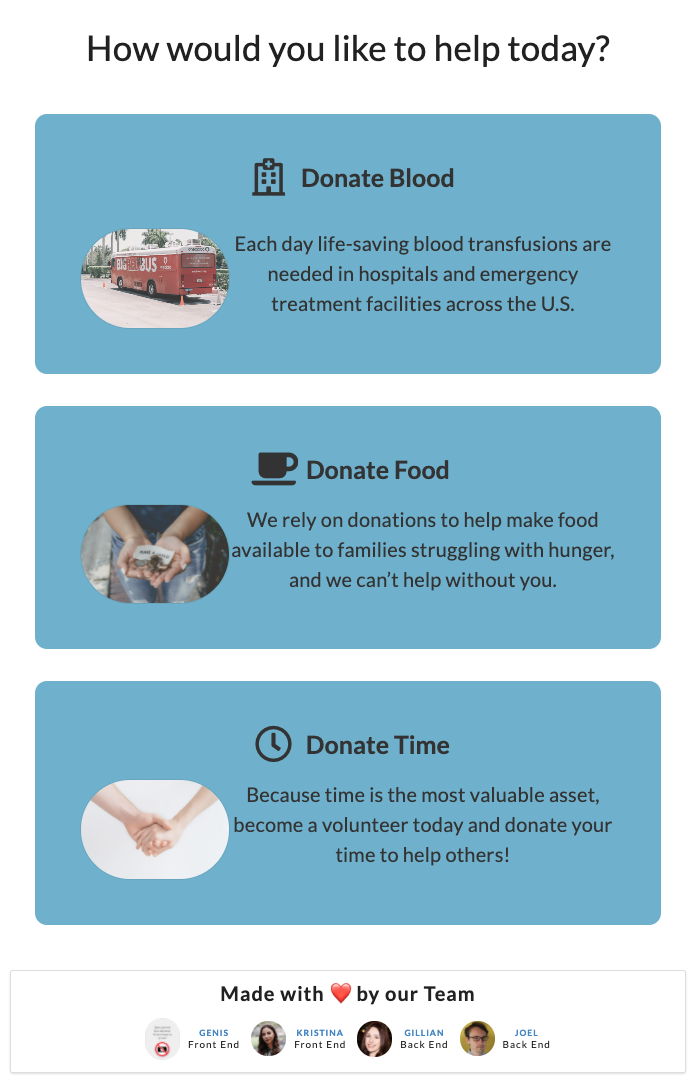 How would you like to help today?
Donate Blood
BIG RED BUS
Each day life-saving blood transfusions are
needed in hospitals and emergency
treatment facilities across the U.S.
Donate Food
We rely on donations to help make food
available to families struggling with hunger,
and we can’t help without you.
Donate Time
Because time is the most valuable asset,
become a volunteer today and donate your
time to help others!
Made with ❤️ by our Team
GENIS
Front End
KRISTINA
Front End
GILLIAN
Back End
JOEL
Back End